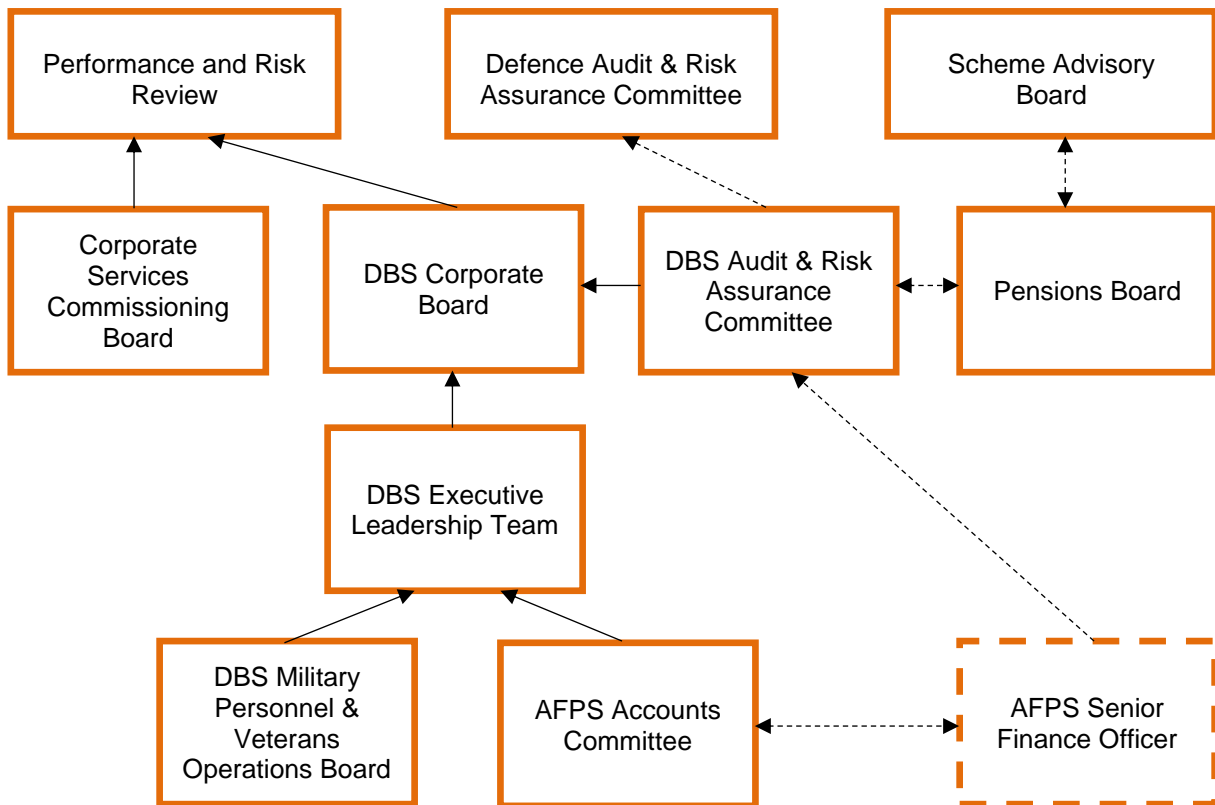 Performance and Risk
Review
Defence Audit & Risk
Assurance Committee
Scheme Advisory
Board
Corporate
Services
Commissioning
Board
DBS Corporate
Board
DBS Audit & Risk
Assurance
Committee
Pensions Board
DBS Executive
Leadership Team
DBS Military
Personnel &
Veterans
Operations Board
AFPS Accounts
Committee
AFPS Senior
Finance Officer